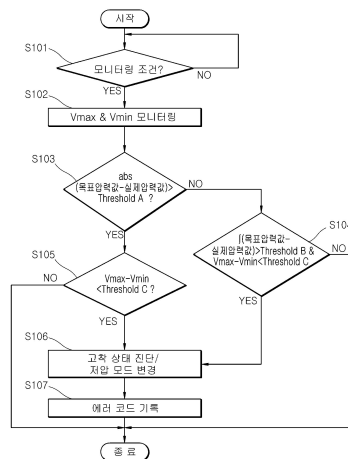 시작
S101
모니터링 조건?
NO
YES
S102
Vmax & Vmin 모니터링
S103
abs
(목표압력값-실제압력값)>
Threshold A ?
NO
YES
S104
∫(목표압력값-
실제압력값)>Threshold B &
Vmax-Vmin<Threshold C
NO
YES
S105
NO
Vmax-Vmin
<Threshold C ?
YES
S106
고착 상태 진단/
저압 모드 변경
S107
에러 코드 기록
종 료